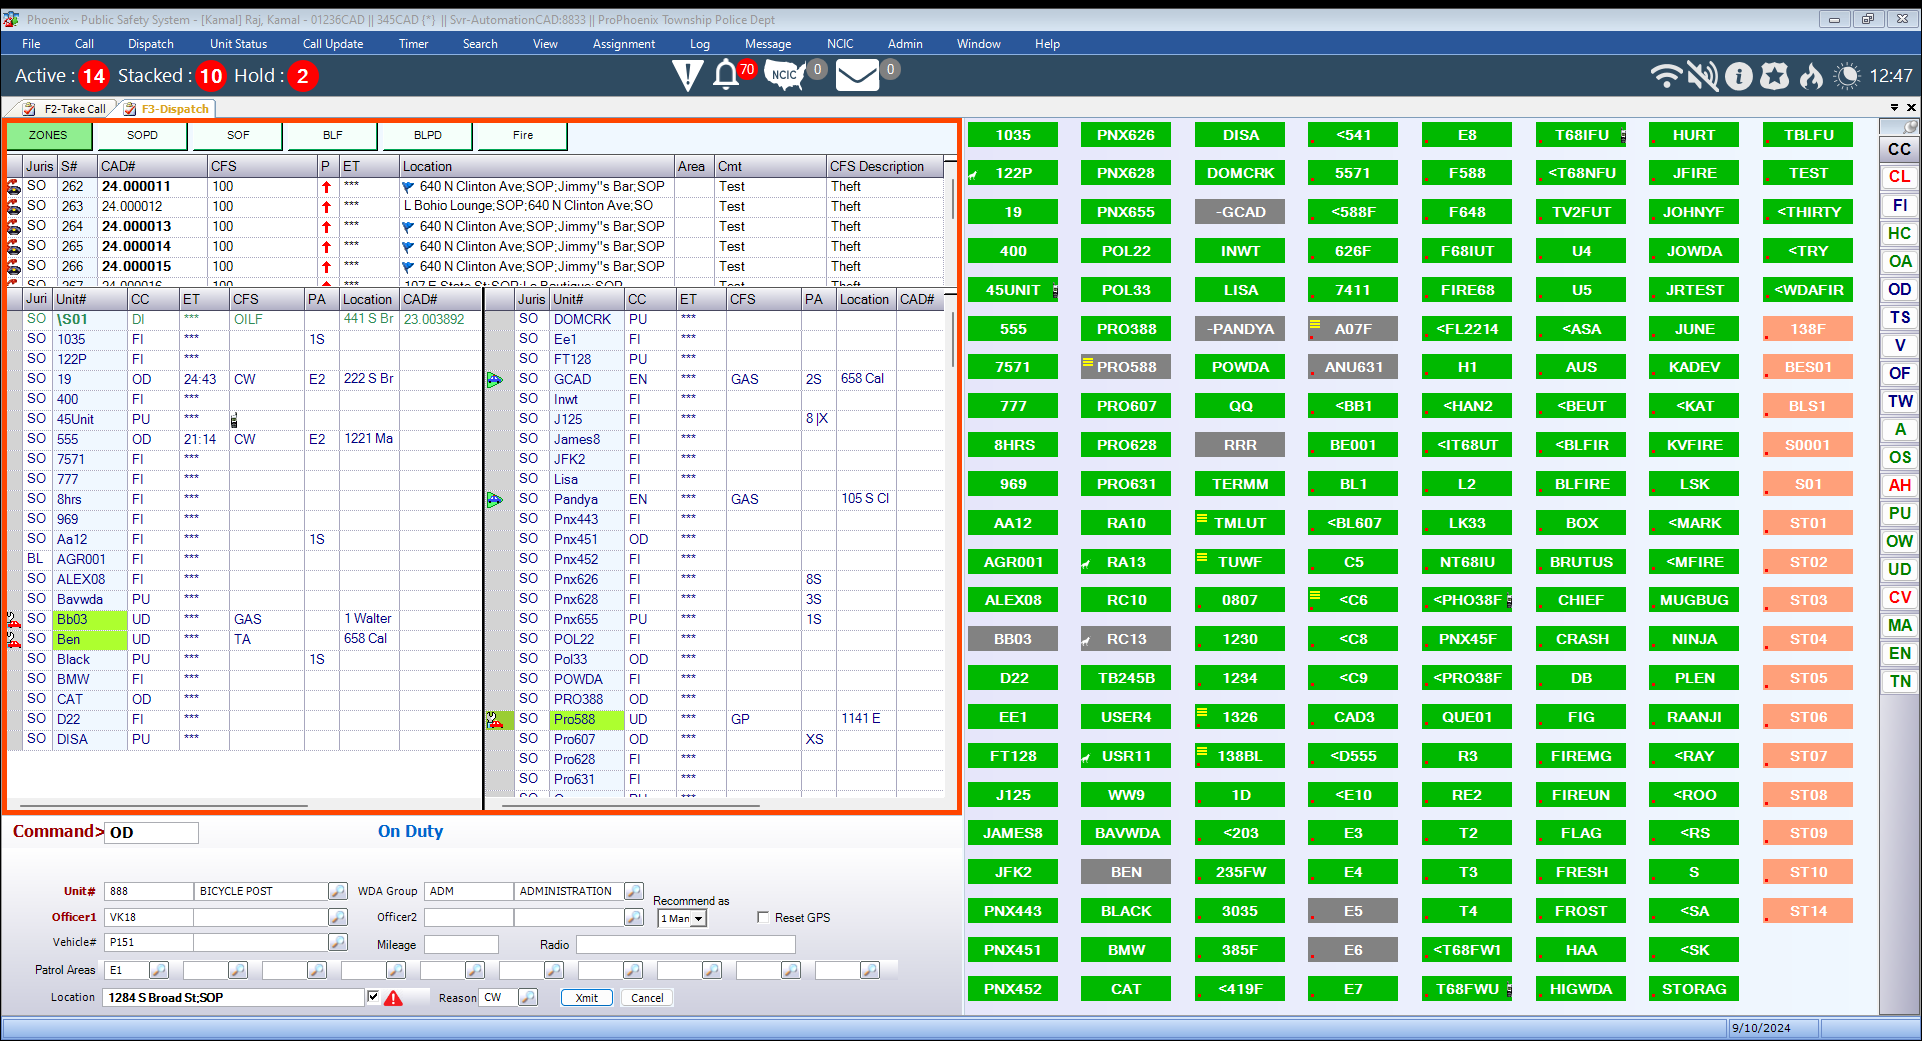 Phoenix - Public Safety System - [Kamal] Raj, Kamal - 01236CAD || 345CAD {*} || Svr-AutomationCAD:8833 || ProPhoenix Township Police Dept
File Call Dispatch Unit Status Call Update Timer Search View Assignment Log Message NCIC Admin Window Help
Active : 14 Stacked : 10 Hold : 2 70 NCIC 0 0 12:47
F2-Take Call F3-Dispatch
ZONES SOPD SOF BLF BLPD Fire
Juris S# CAD# CFS P ET Location Area Cmt CFS Description
SO 262 24.000011 100 *** 640 N Clinton Ave;SOP;Jimmy"s Bar;SOP Test Theft
SO 263 24.000012 100 *** L Bohio Lounge;SOP;640 N Clinton Ave;SO Test Theft
SO 264 24.000013 100 *** 640 N Clinton Ave;SOP;Jimmy"s Bar;SOP Test Theft
SO 265 24.000014 100 *** 640 N Clinton Ave;SOP;Jimmy"s Bar;SOP Test Theft
SO 266 24.000015 100 *** 640 N Clinton Ave;SOP;Jimmy"s Bar;SOP Test Theft
Juri Unit# CC ET CFS PA Location CAD#
SO \S01 DI *** OILF 441 S Br 23.003892
SO 1035 FI *** 1S
SO 122P FI ***
SO 19 OD 24:43 CW E2 222 S Br
SO 400 FI ***
SO 45Unit PU ***
SO 555 OD 21:14 CW E2 1221 Ma
SO 7571 FI ***
SO 777 FI ***
SO 8hrs FI ***
SO 969 FI ***
SO Aa12 FI *** 1S
BL AGR001 FI ***
SO ALEX08 FI ***
SO Bavwda PU ***
SO Bb03 UD *** GAS 1 Walter
SO Ben UD *** TA 658 Cal
SO Black PU *** 1S
SO BMW FI ***
SO CAT OD ***
SO D22 FI ***
SO DISA PU ***
Juris Unit# CC ET CFS PA Location CAD#
SO DOMCRK PU ***
SO Ee1 FI ***
SO FT128 PU ***
SO GCAD EN *** GAS 2S 658 Cal
SO Inwt FI ***
SO J125 FI *** 8 |X
SO James8 FI ***
SO JFK2 FI ***
SO Lisa FI ***
SO Pandya EN *** GAS 105 S Cl
SO Pnx443 FI ***
SO Pnx451 OD ***
SO Pnx452 FI ***
SO Pnx626 FI *** 8S
SO Pnx628 FI *** 3S
SO Pnx655 PU *** 1S
SO POL22 FI ***
SO Pol33 OD ***
SO POWDA FI ***
SO PRO388 OD ***
SO Pro588 UD *** GP 1141 E
SO Pro607 OD *** XS
SO Pro628 FI ***
SO Pro631 FI ***
Command> OD On Duty
Unit# 888 BICYCLE POST WDA Group ADM ADMINISTRATION
Recommend as
Officer1 VK18 Officer2 1 Man Reset GPS
Vehicle# P151 Mileage Radio
Patrol Areas E1
Location 1284 S Broad St;SOP Reason CW Xmit Cancel
1035 PNX626 DISA <541 E8 T68IFU HURT TBLFU
122P PNX628 DOMCRK 5571 F588 <T68NFU JFIRE TEST
19 PNX655 -GCAD <588F F648 TV2FUT JOHNYF <THIRTY
400 POL22 INWT 626F F68IUT U4 JOWDA <TRY
45UNIT POL33 LISA 7411 FIRE68 U5 JRTEST <WDAFIR
555 PRO388 -PANDYA A07F <FL2214 <ASA JUNE 138F
7571 PRO588 POWDA ANU631 H1 AUS KADEV BES01
777 PRO607 QQ <BB1 <HAN2 <BEUT <KAT BLS1
8HRS PRO628 RRR BE001 <IT68UT <BLFIR KVFIRE S0001
969 PRO631 TERMM BL1 L2 BLFIRE LSK S01
AA12 RA10 TMLUT <BL607 LK33 BOX <MARK ST01
AGR001 RA13 TUWF C5 NT68IU BRUTUS <MFIRE ST02
ALEX08 RC10 0807 <C6 <PHO38F CHIEF MUGBUG ST03
BB03 RC13 1230 <C8 PNX45F CRASH NINJA ST04
D22 TB245B 1234 <C9 <PRO38F DB PLEN ST05
EE1 USER4 1326 CAD3 QUE01 FIG RAANJI ST06
FT128 USR11 138BL <D555 R3 FIREMG <RAY ST07
J125 WW9 1D <E10 RE2 FIREUN <ROO ST08
JAMES8 BAVWDA <203 E3 T2 FLAG <RS ST09
JFK2 BEN 235FW E4 T3 FRESH S ST10
PNX443 BLACK 3035 E5 T4 FROST <SA ST14
PNX451 BMW 385F E6 <T68FW1 HAA <SK
PNX452 CAT <419F E7 T68FWU HIGWDA STORAG
CC
CL
FI
HC
OA
OD
TS
V
OF
TW
A
OS
AH
PU
OW
UD
CV
MA
EN
TN
9/10/2024